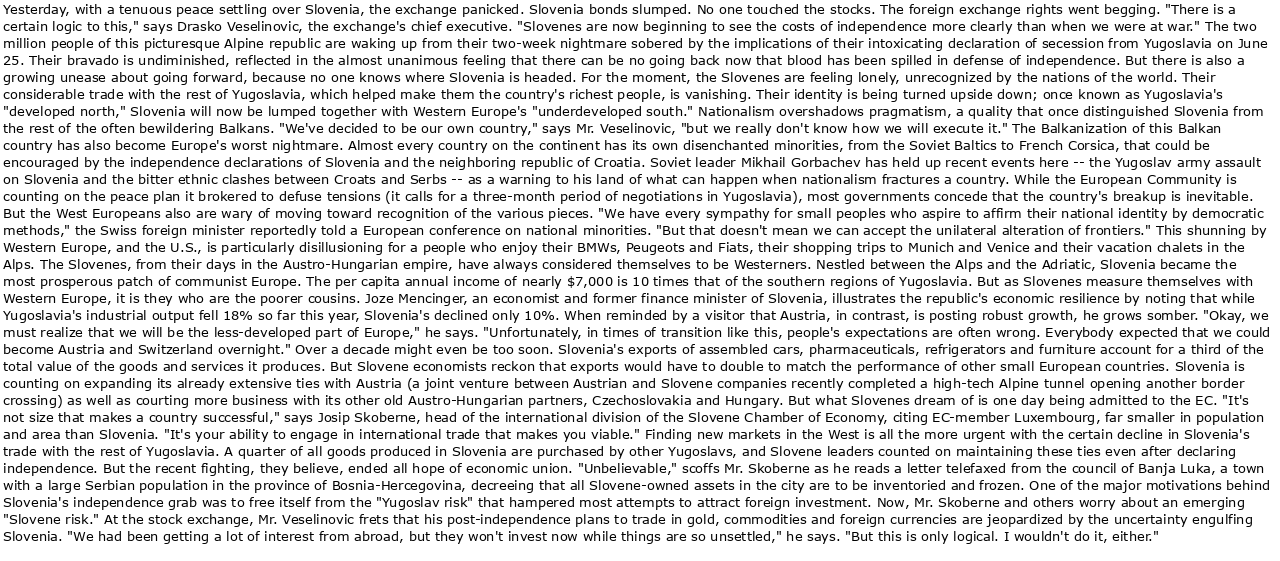 Yesterday, with a tenuous peace settling over Slovenia, the exchange panicked. Slovenia bonds slumped. No one touched the stocks. The foreign exchange rights went begging. "There is a
certain logic to this," says Drasko Veselinovic, the exchange's chief executive. "Slovenes are now beginning to see the costs of independence more clearly than when we were at war." The two
million people of this picturesque Alpine republic are waking up from their two-week nightmare sobered by the implications of their intoxicating declaration of secession from Yugoslavia on June
25. Their bravado is undiminished, reflected in the almost unanimous feeling that there can be no going back now that blood has been spilled in defense of independence. But there is also a
growing unease about going forward, because no one knows where Slovenia is headed. For the moment, the Slovenes are feeling lonely, unrecognized by the nations of the world. Their
considerable trade with the rest of Yugoslavia, which helped make them the country's richest people, is vanishing. Their identity is being turned upside down; once known as Yugoslavia's
"developed north," Slovenia will now be lumped together with Western Europe's "underdeveloped south." Nationalism overshadows pragmatism, a quality that once distinguished Slovenia from
the rest of the often bewildering Balkans. "We've decided to be our own country," says Mr. Veselinovic, "but we really don't know how we will execute it." The Balkanization of this Balkan
country has also become Europe's worst nightmare. Almost every country on the continent has its own disenchanted minorities, from the Soviet Baltics to French Corsica, that could be
encouraged by the independence declarations of Slovenia and the neighboring republic of Croatia. Soviet leader Mikhail Gorbachev has held up recent events here -- the Yugoslav army assault
on Slovenia and the bitter ethnic clashes between Croats and Serbs -- as a warning to his land of what can happen when nationalism fractures a country. While the European Community is
counting on the peace plan it brokered to defuse tensions (it calls for a three-month period of negotiations in Yugoslavia), most governments concede that the country's breakup is inevitable.
But the West Europeans also are wary of moving toward recognition of the various pieces. "We have every sympathy for small peoples who aspire to affirm their national identity by democratic
methods," the Swiss foreign minister reportedly told a European conference on national minorities. "But that doesn't mean we can accept the unilateral alteration of frontiers." This shunning by
Western Europe, and the U.S., is particularly disillusioning for a people who enjoy their BMWs, Peugeots and Fiats, their shopping trips to Munich and Venice and their vacation chalets in the
Alps. The Slovenes, from their days in the Austro-Hungarian empire, have always considered themselves to be Westerners. Nestled between the Alps and the Adriatic, Slovenia became the
most prosperous patch of communist Europe. The per capita annual income of nearly $7,000 is 10 times that of the southern regions of Yugoslavia. But as Slovenes measure themselves with
Western Europe, it is they who are the poorer cousins. Joze Mencinger, an economist and former finance minister of Slovenia, illustrates the republic's economic resilience by noting that while
Yugoslavia's industrial output fell 18% so far this year, Slovenia's declined only 10%. When reminded by a visitor that Austria, in contrast, is posting robust growth, he grows somber. "Okay, we
must realize that we will be the less-developed part of Europe," he says. "Unfortunately, in times of transition like this, people's expectations are often wrong. Everybody expected that we could
become Austria and Switzerland overnight." Over a decade might even be too soon. Slovenia's exports of assembled cars, pharmaceuticals, refrigerators and furniture account for a third of the
total value of the goods and services it produces. But Slovene economists reckon that exports would have to double to match the performance of other small European countries. Slovenia is
counting on expanding its already extensive ties with Austria (a joint venture between Austrian and Slovene companies recently completed a high-tech Alpine tunnel opening another border
crossing) as well as courting more business with its other old Austro-Hungarian partners, Czechoslovakia and Hungary. But what Slovenes dream of is one day being admitted to the EC. "It's
not size that makes a country successful," says Josip Skoberne, head of the international division of the Slovene Chamber of Economy, citing EC-member Luxembourg, far smaller in population
and area than Slovenia. "It's your ability to engage in international trade that makes you viable." Finding new markets in the West is all the more urgent with the certain decline in Slovenia's
trade with the rest of Yugoslavia. A quarter of all goods produced in Slovenia are purchased by other Yugoslavs, and Slovene leaders counted on maintaining these ties even after declaring
independence. But the recent fighting, they believe, ended all hope of economic union. "Unbelievable," scoffs Mr. Skoberne as he reads a letter telefaxed from the council of Banja Luka, a town
with a large Serbian population in the province of Bosnia-Hercegovina, decreeing that all Slovene-owned assets in the city are to be inventoried and frozen. One of the major motivations behind
Slovenia's independence grab was to free itself from the "Yugoslav risk" that hampered most attempts to attract foreign investment. Now, Mr. Skoberne and others worry about an emerging
"Slovene risk." At the stock exchange, Mr. Veselinovic frets that his post-independence plans to trade in gold, commodities and foreign currencies are jeopardized by the uncertainty engulfing
Slovenia. "We had been getting a lot of interest from abroad, but they won't invest now while things are so unsettled," he says. "But this is only logical. I wouldn't do it, either."